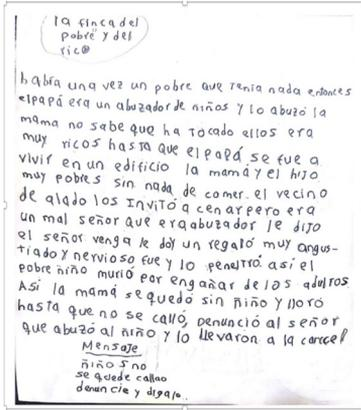 la finca del
pobre y del
rico
había una vez un pobre que Tenia nada entonces
el papá era un abuzador de niños y lo abuzó la
mama no sabe que ha tocado ellos era
muy ricos hasta que el papá se fue a
vivir en un edificio la mamá y el hijo
muy pobres sin nada de comer. el vecino
de alado los Invitó a cenar pero era
un mal señor que era abuzador le dijo
el señor venga le doy un regaló muy angus-
tiado y nervioso fue y lo penetró. así el
pobre niño murió por engañar de los adultos
Así la mamá se quedó sin niño y lloró
hasta que no se calló, denunció al señor
que abuzó al niño y lo llevaron a la carcel
Mensaje
niños no
se quede callao
denuncie y digalo..